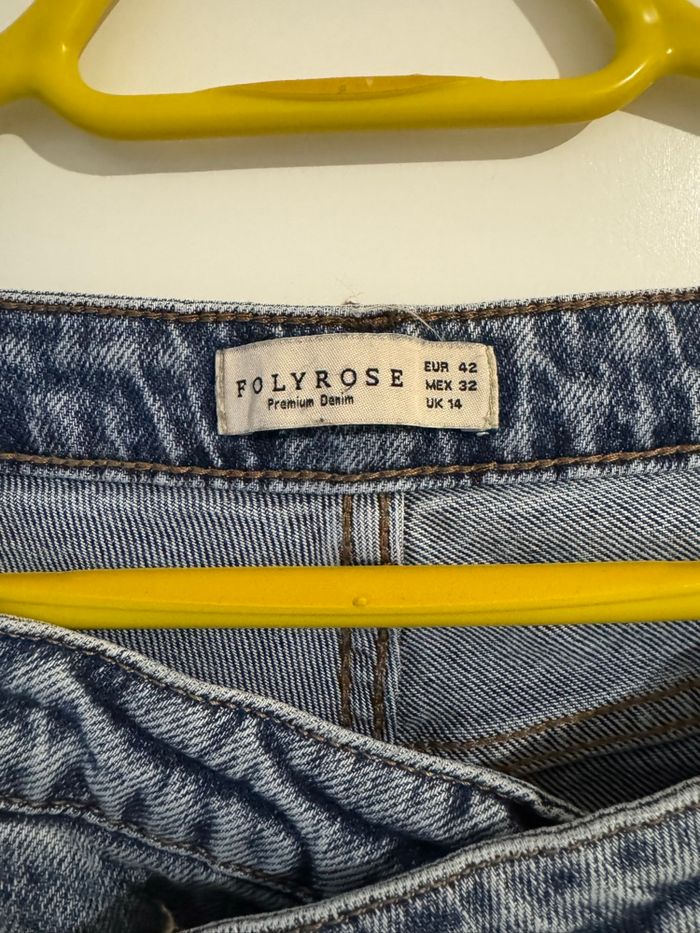 FOLYROSE
Premium Denim
EUR 42
MEX 32
UK 14